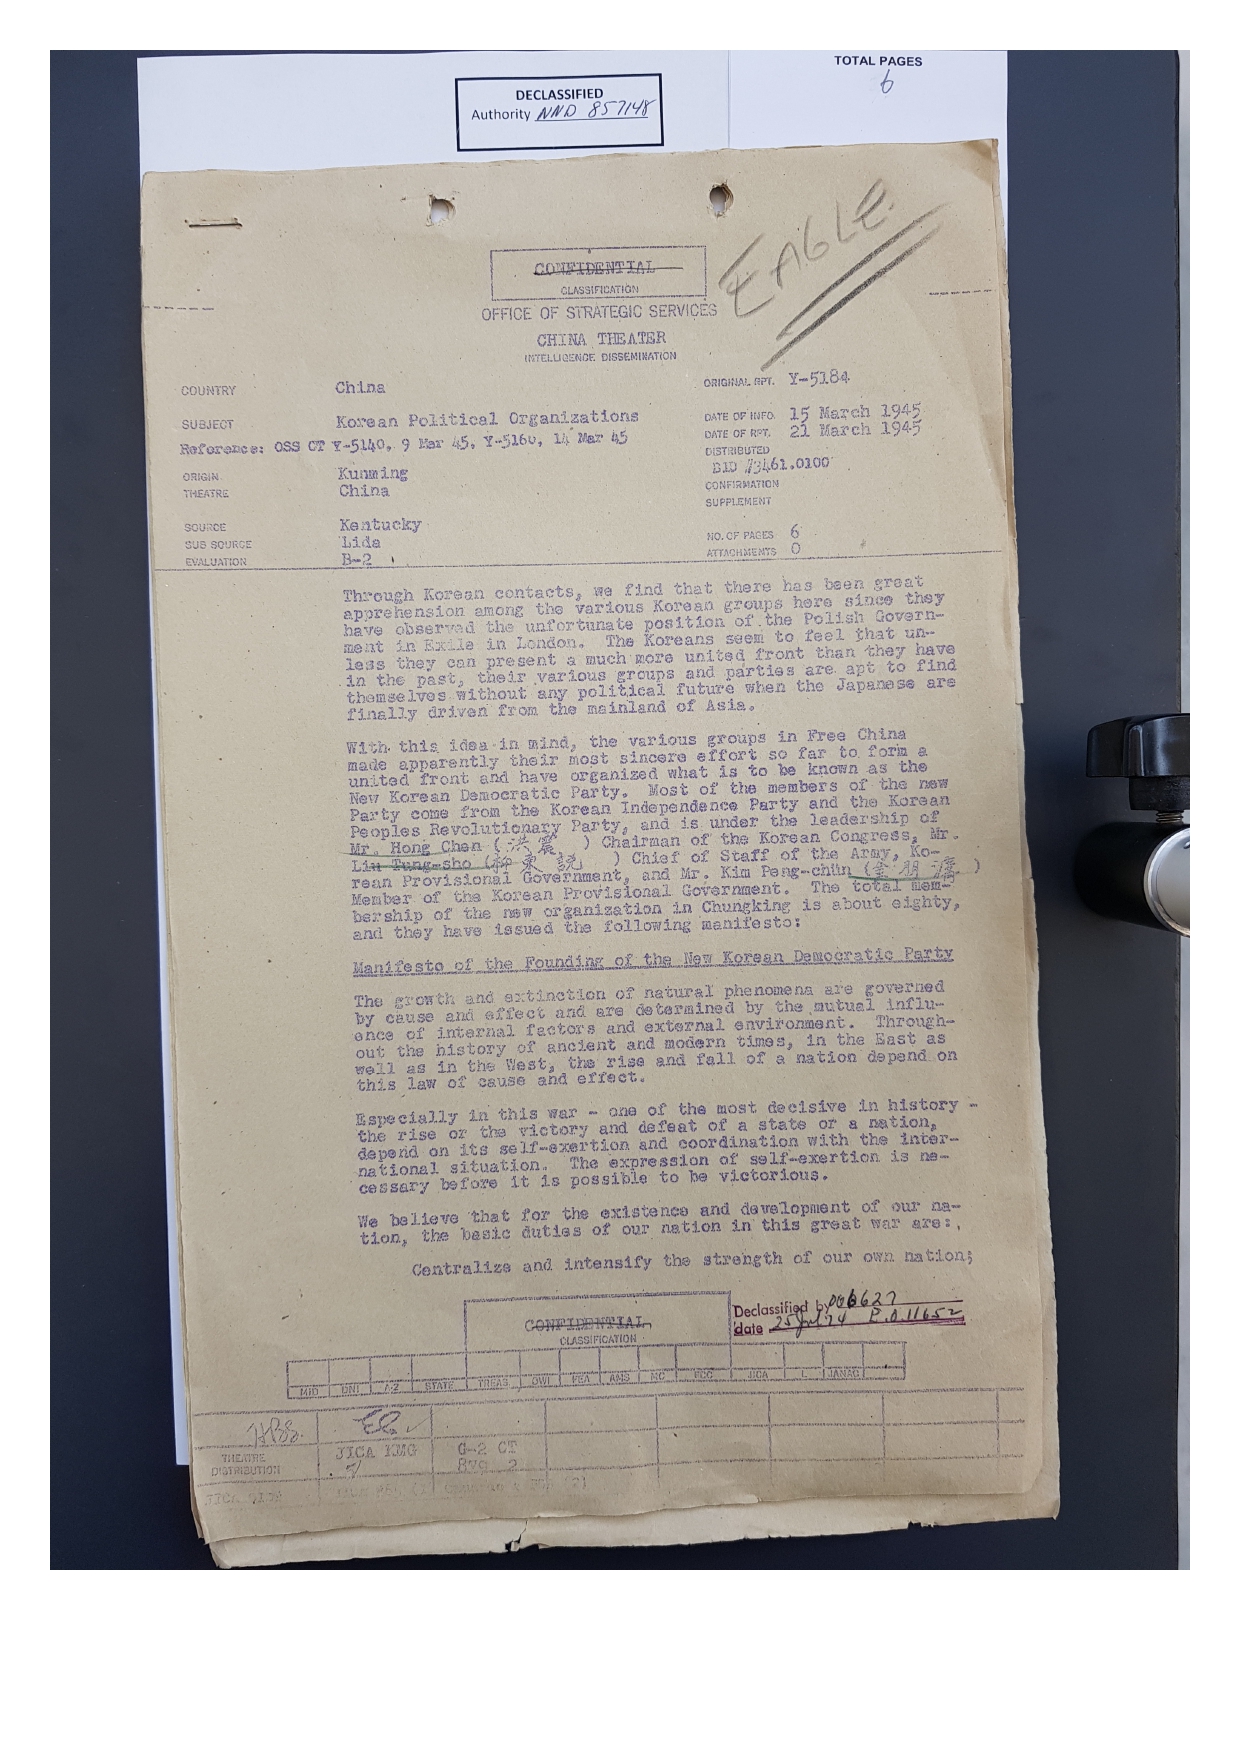 TOTAL PAGES
6
DECLASSIFIED
Authority NND 857148
EAGLE
CONFIDENTIAL
CLASSIFICATION
OFFICE OF STRATEGIC SERVICES
CHINA THEATER
INTELLIGENCE DISSEMINATION
COUNTRY China ORIGINAL RPT. Y-5184
SUBJECT Korean Political Organizations DATE OF INFO. 15 March 1945
DATE OF RPT. 21 March 1945
Reference: OSS CT Y-5140, 9 Mar 45, Y-5160, 14 Mar 45
DISTRIBUTED
BID #3461.0100
ORIGIN Kunming
THEATRE China
CONFIRMATION
SUPPLEMENT
SOURCE Kentucky NO. OF PAGES 6
SUB SOURCE Lida ATTACHMENTS 0
EVALUATION B-2
Through Korean contacts, we find that there has been great
apprehension among the various Korean groups here since they
have observed the unfortunate position of the Polish Govern-
ment in Exile in London. The Koreans seem to feel that un-
less they can present a much more united front than they have
in the past, their various groups and parties are apt to find
themselves without any political future when the Japanese are
finally driven from the mainland of Asia.
With this idea in mind, the various groups in Free China
made apparently their most sincere effort so far to form a
united front and have organized what is to be known as the
New Korean Democratic Party. Most of the members of the new
Party come from the Korean Independence Party and the Korean
Peoples Revolutionary Party, and is under the leadership of
Mr. Hong Chen (洪震) Chairman of the Korean Congress, Mr.
Liu Tung-sho (柳東説) Chief of Staff of the Army, Ko-
rean Provisional Government, and Mr. Kim Peng-chün (金朋濬)
Member of the Korean Provisional Government. The total mem-
bership of the new organization in Chungking is about eighty,
and they have issued the following manifesto:
Manifesto of the Founding of the New Korean Democratic Party
The growth and extinction of natural phenomena are governed
by cause and effect and are determined by the mutual influ-
ence of internal factors and external environment. Through-
out the history of ancient and modern times, in the East as
well as in the West, the rise and fall of a nation depend on
this law of cause and effect.
Especially in this war - one of the most decisive in history -
the rise or the victory and defeat of a state or a nation,
depend on its self-exertion and coordination with the inter-
national situation. The expression of self-exertion is ne-
cessary before it is possible to be victorious.
We believe that for the existence and development of our na-
tion, the basic duties of our nation in this great war are:
Centralize and intensify the strength of our own nation;
CONFIDENTIAL
CLASSIFICATION
Declassified by 006627
date 25 Jul 74 E.O. 11652
MID ONI A-2 STATE TREAS. OWI FEA AMS MC FCC JICA L JANAC
THEATRE
DISTRIBUTION
JICA KMG
7
G-2 CT
879 2